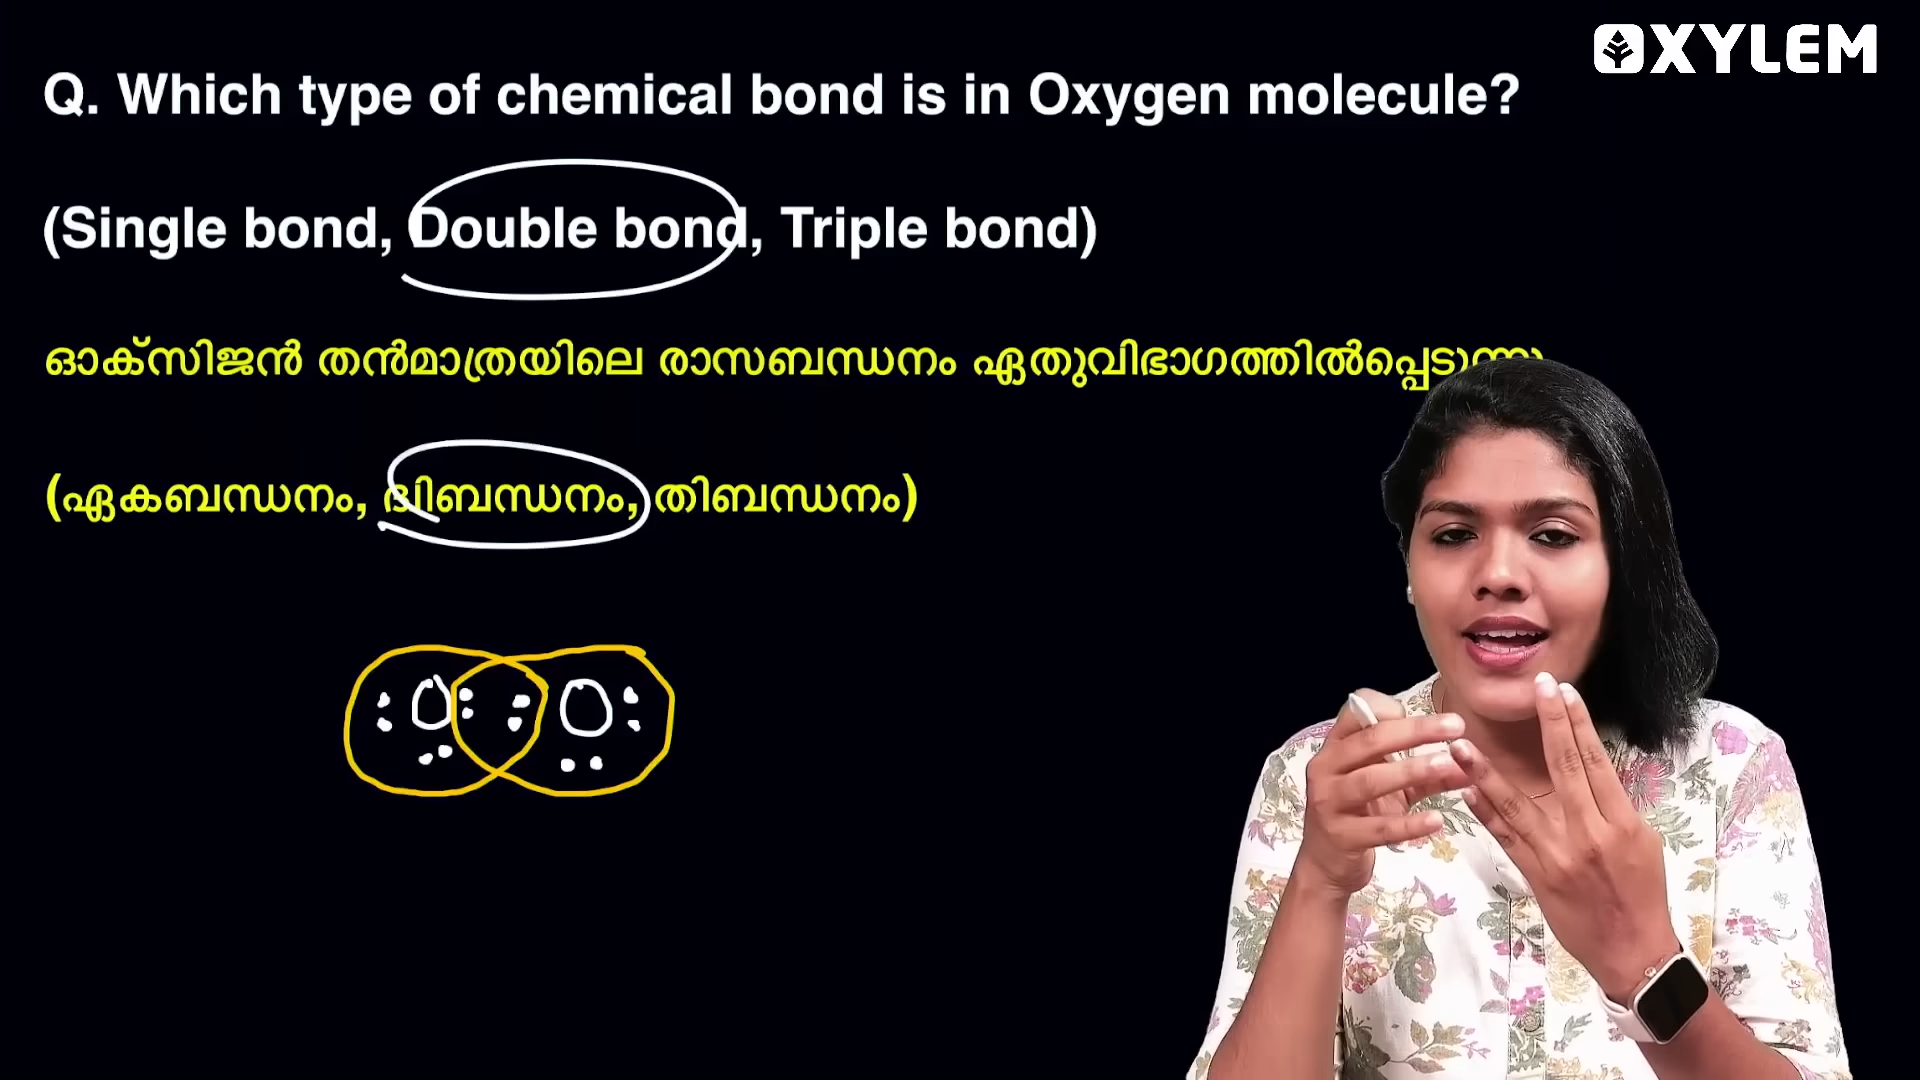 OXYLEM
Q. Which type of chemical bond is in Oxygen molecule?
(Single bond, Double bond, Triple bond)
ഓക്സിജൻ തൻമാത്രയിലെ രാസബന്ധനം ഏതുവിഭാഗത്തിൽപ്പെടുന്നു
(ഏകബന്ധനം, ദ്വിബന്ധനം, തിബന്ധനം)
O O